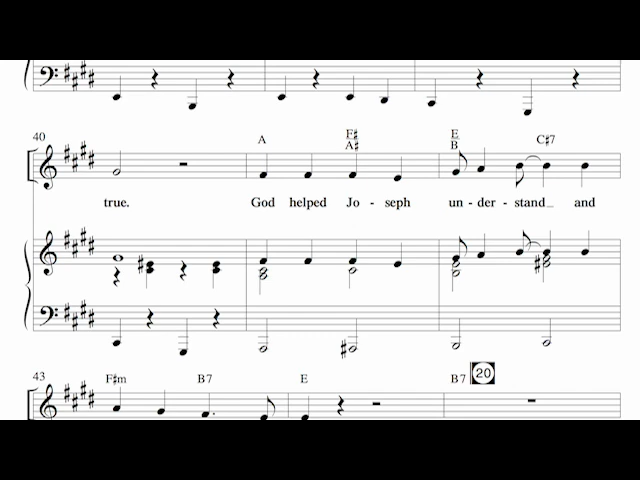 40
A F♯ E C♯7
A♯ B
true. God helped Jo - seph un - der - stand _ and
43 F♯m B7 E B7 20